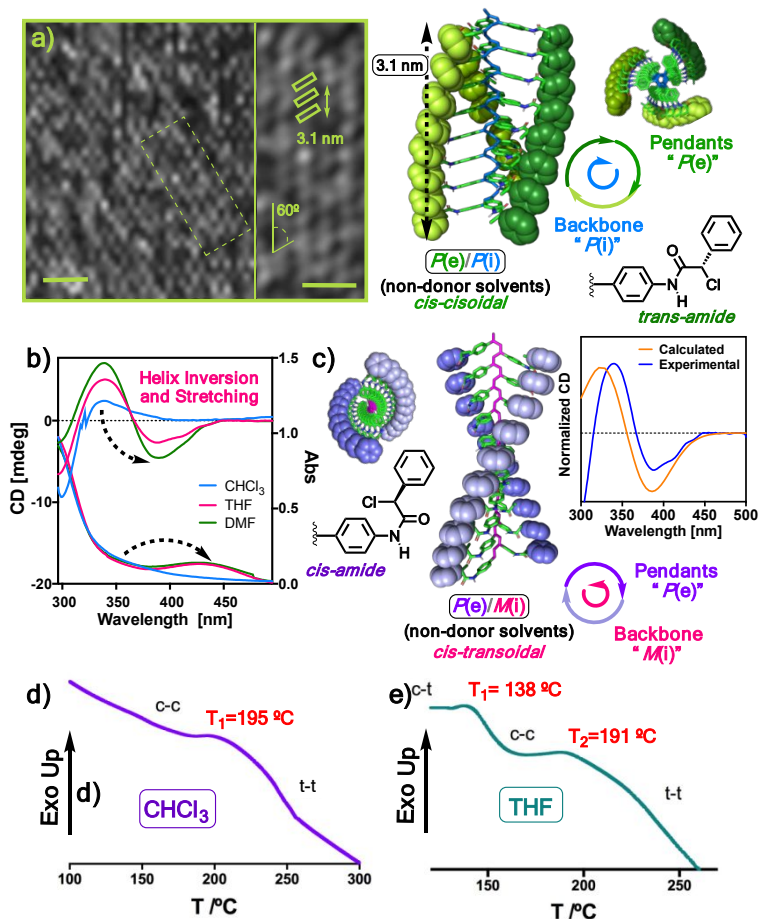 a)
3.1 nm
60º
3.1 nm
Pendants
“ P(e)”
Backbone
“ P(i)”
P(e)/P(i)
(non-donor solvents)
cis-cisoidal
O
N
H
Cl
trans-amide
b)
1.5
1.0
0.5
0.0
Abs
0
-10
-20
CD [mdeg]
Helix Inversion
and Stretching
CHCl3
THF
DMF
300
350
400
450
Wavelength [nm]
c)
Cl
O
N
H
cis-amide
P(e)/M(i)
(non-donor solvents)
cis-transoidal
Calculated
Experimental
Normalized CD
300 350 400 450 500
Wavelength [nm]
Pendants
“ P(e)”
Backbone
“ M(i)”
d)
c-c
T1=195 ºC
t-t
Exo Up
d)
CHCl3
100 150 200 250 300
T /ºC
e)
c-t
T1= 138 ºC
c-c
T2=191 ºC
t-t
Exo Up
THF
150 200 250
T /ºC